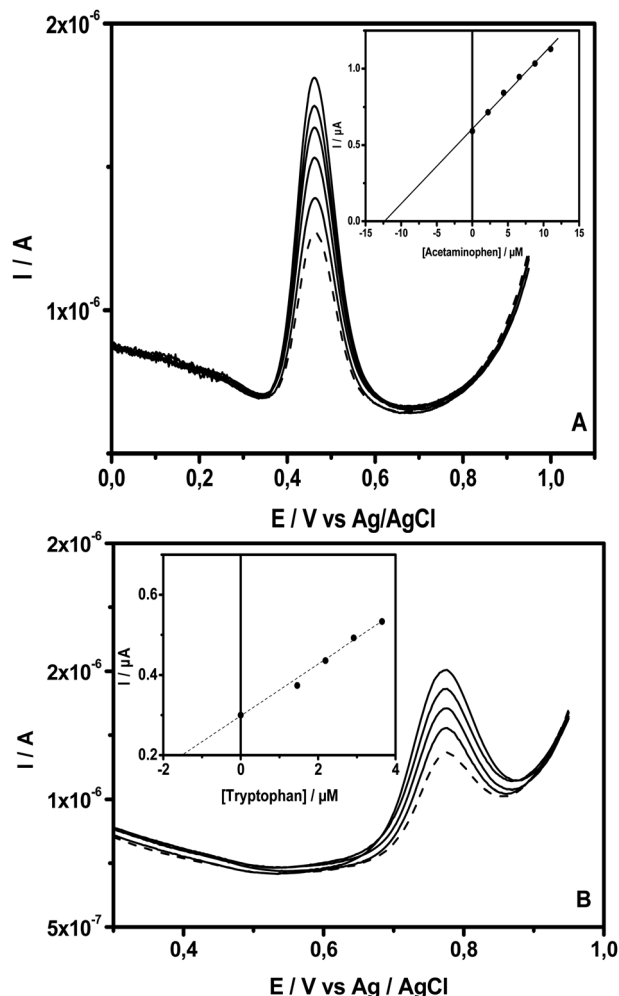 2x10-6
1x10-6
I / A
1.0
0.5
0.0
I / µA
-15 -10 -5 0 5 10 15
[Acetaminophen] / µM
A
0,0 0,2 0,4 0,6 0,8 1,0
E / V vs Ag/AgCl
2x10-6
2x10-6
1x10-6
5x10-7
I / A
0.6
0.4
0.2
I / µA
-2 0 2 4
[Tryptophan] / µM
B
0,4 0,6 0,8 1,0
E / V vs Ag / AgCl